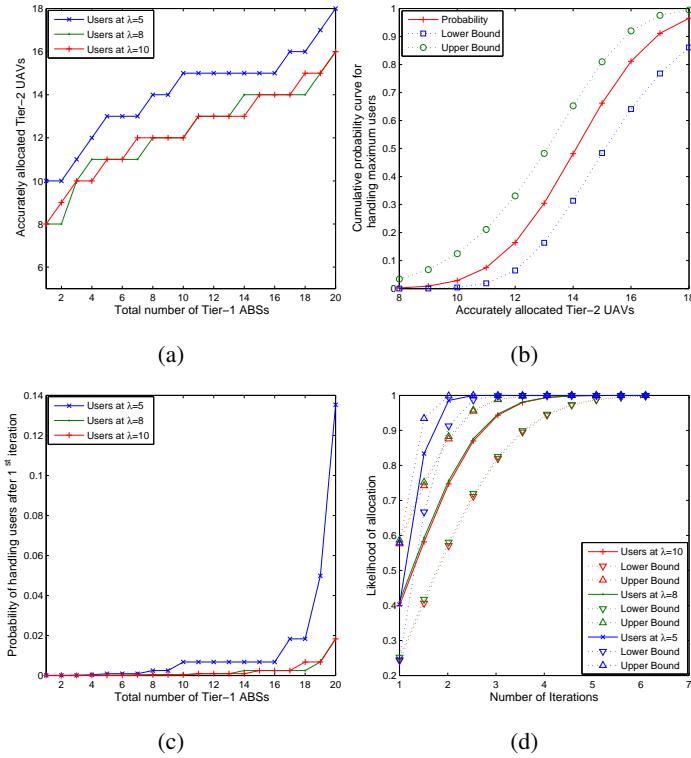 18
16
14
12
10
8
6
Accurately allocated Tier−2 UAVs
Users at λ=5
Users at λ=8
Users at λ=10
2 4 6 8 10 12 14 16 18 20
Total number of Tier−1 ABSs
(a)
1
0.9
0.8
0.7
0.6
0.5
0.4
0.3
0.2
0.1
0
Cumulative probability curve for
handling maximum users
Probability
Lower Bound
Upper Bound
8 10 12 14 16 18
Accurately allocated Tier−2 UAVs
(b)
0.14
0.12
0.1
0.08
0.06
0.04
0.02
0
Probability of handling users after 1 st iteration
Users at λ=5
Users at λ=8
Users at λ=10
2 4 6 8 10 12 14 16 18 20
Total number of Tier−1 ABSs
(c)
1
0.9
0.8
0.7
0.6
0.5
0.4
0.3
0.2
Likelihood of allocation
Users at λ=10
Lower Bound
Upper Bound
Users at λ=8
Lower Bound
Upper Bound
Users at λ=5
Lower Bound
Upper Bound
1 2 3 4 5 6 7
Number of Iterations
(d)